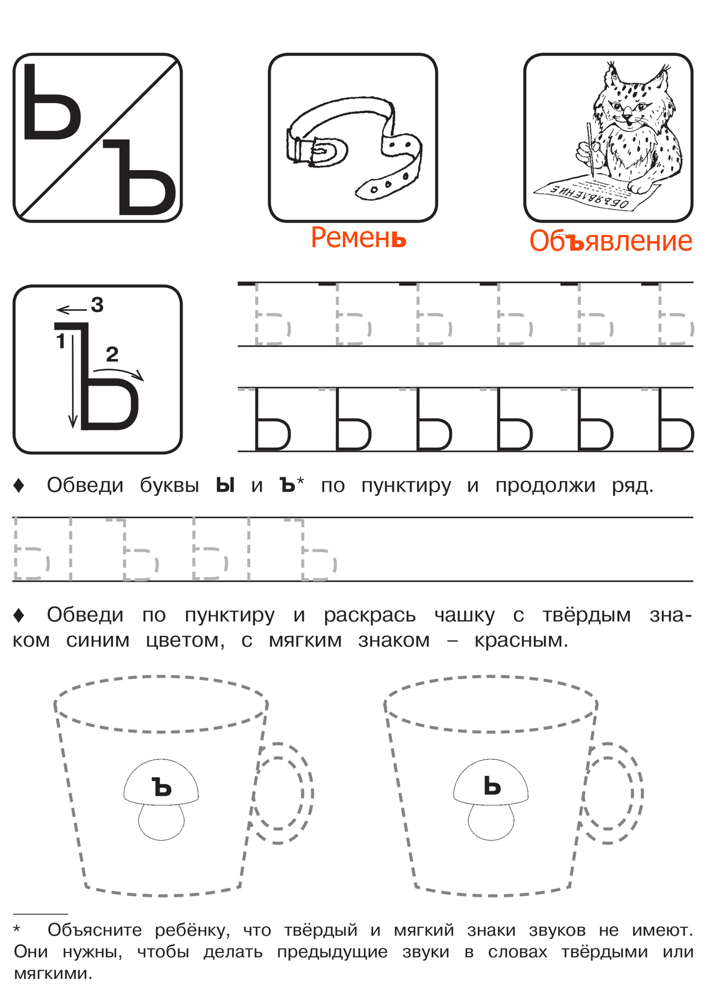 Ь
Ъ
ОБЪЯВЛЕНИЕ
Ремень
Объявление
3
1
2
Ъ
Ъ Ъ Ъ Ъ Ъ Ъ
Ъ Ъ Ъ Ъ Ъ Ъ
♦ Обведи буквы Ы и Ъ* по пунктиру и продолжи ряд.
Ы Ъ Ы Ъ
♦ Обведи по пунктиру и раскрась чашку с твёрдым зна-
ком синим цветом, с мягким знаком – красным.
Ъ Ь
* Объясните ребёнку, что твёрдый и мягкий знаки звуков не имеют.
Они нужны, чтобы делать предыдущие звуки в словах твёрдыми или
мягкими.